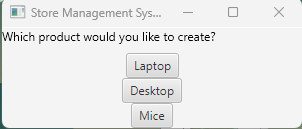 Store Management Sys...
Which product would you like to create?
Laptop
Desktop
Mice